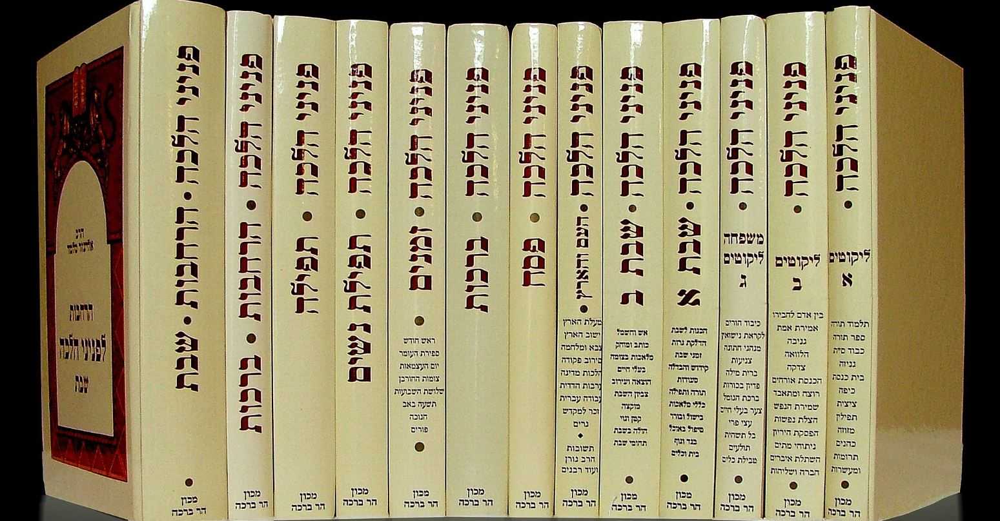 פניני הלכה • ליקוטים
א
תלמוד תורה
ספר תורה
כבוד ס״ת
גניזה
בית כנסת
כיפה
ציצית
תפילין
מזוזה
כהנים
תרומות
ומעשרות
מכון
הר ברכה
פניני הלכה • ליקוטים
ב
בין אדם לחבירו
אמירת אמת
גניבה
הלוואה
צדקה
הכנסת אורחים
רוצח ומתאבד
שמירת הנפש
הצלת נפשות
הפסקת הריון
ניתוחי מתים
השתלת איברים
חברה ושליחות
מכון
הר ברכה
פניני הלכה • משפחה
ליקוטים
ג
כיבוד הורים
לקראת נישואין
מנהגי חתונה
צניעות
ברית מילה
פדיון בכורות
ברכת הגומל
צער בעלי חיים
עצי פרי
בל תשחית
תולעים
טבילת כלים
מכון
הר ברכה
פניני הלכה • שבת א
הכנות לשבת
הדלקת נרות
זמני שבת
קידוש והבדלה
סעודות
תורה ותפילה
כללי מלאכות
בישול ובורר
טיפול באוכל
בגד וגוף
בית וכלים
מכון
הר ברכה
פניני הלכה • שבת ב
אש וחשמל
כותב ומוחק
מלאכות בצומח
בעלי חיים
הוצאה ועירוב
צביון השבת
מוקצה
קטן וגוי
חולה בשבת
תחומי שבת
מכון
הר ברכה
פניני הלכה • העם והארץ •
מעלת הארץ
ישוב הארץ
צבא ומלחמה
סירוב פקודה
הלכות מדינה
ערבות הדדית
עבודה עברית
זכר למקדש
גרים
תשובות
הרב גורן
ועוד רבנים
מכון
הר ברכה
פניני הלכה • פסח
פניני הלכה • ברכות
מכון
הר ברכה
פניני הלכה • זמנים •
ראש חודש
ספירת העומר
יום העצמאות
צומות החורבן
שלושת השבועות
תשעה באב
חנוכה
פורים
מכון
הר ברכה
פניני הלכה • תפילת נשים
מכון
הר ברכה
פניני הלכה • תפילה
מכון
הר ברכה
פניני הלכה • הרחבות • ברכות
מכון
הר ברכה
פניני הלכה • הרחבות • שבת
מכון
הר ברכה
הרב
אליעזר מלמד
הרחבות
לפניני הלכה
שבת